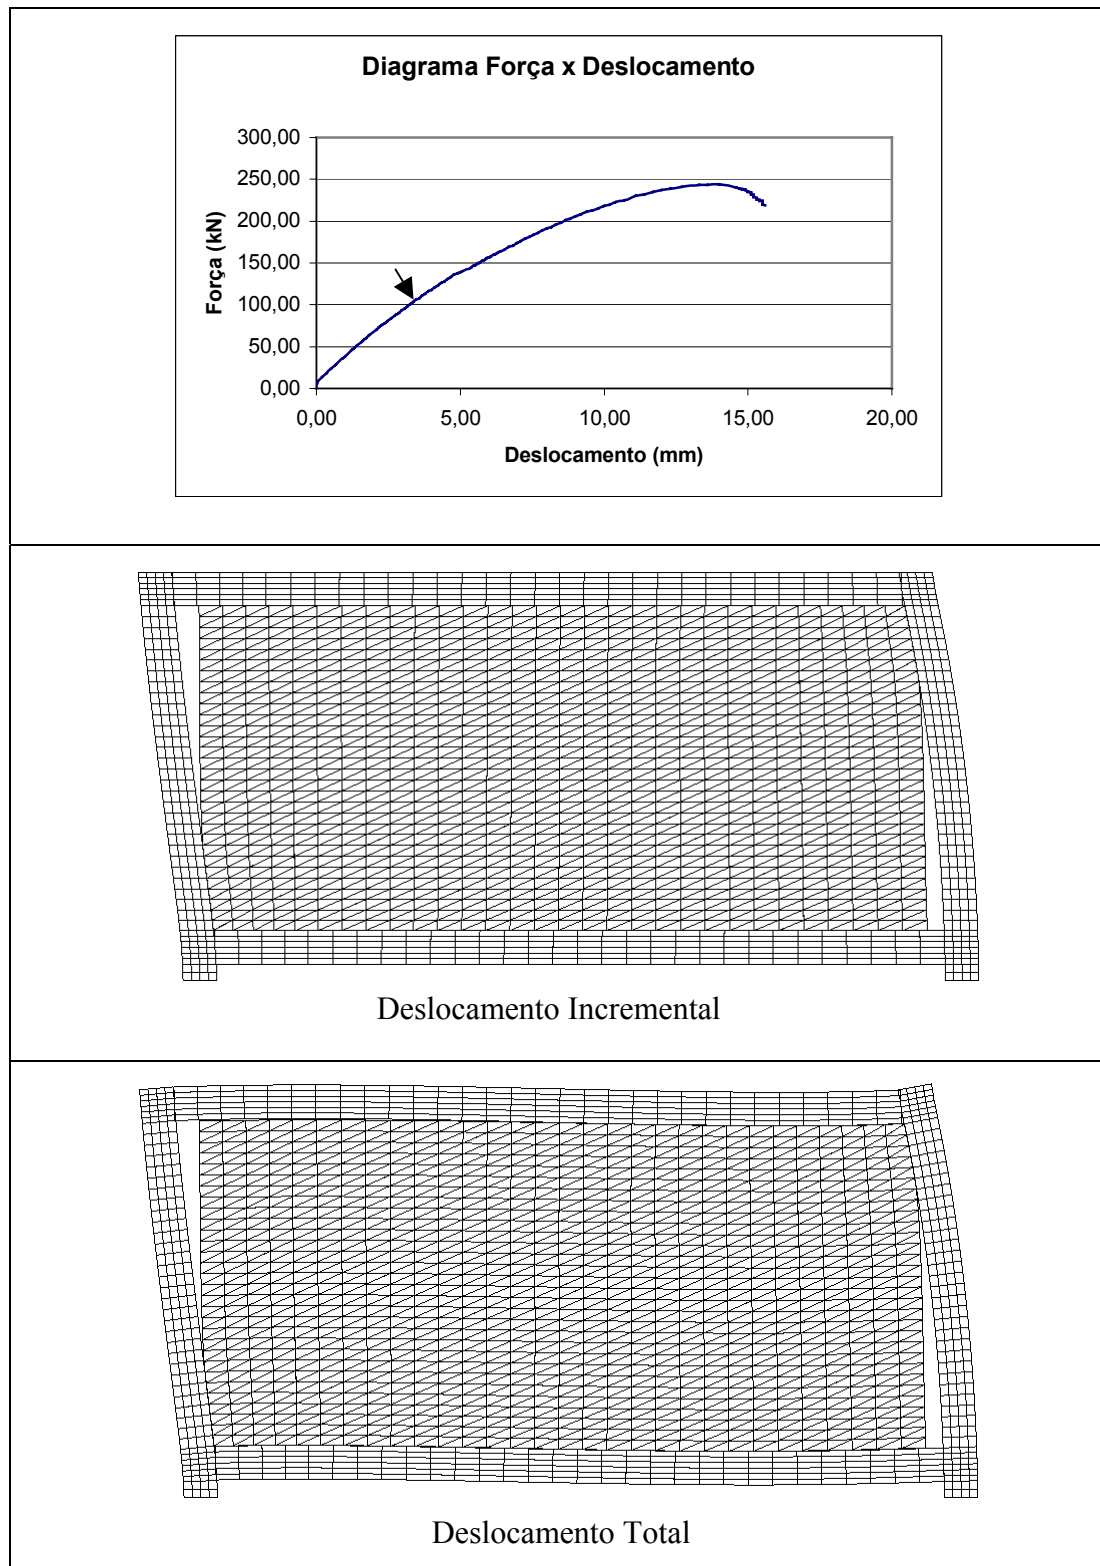 Diagrama Força x Deslocamento
300,00
250,00
200,00
150,00
100,00
50,00
0,00
Força (kN)
0,00 5,00 10,00 15,00 20,00
Deslocamento (mm)
Deslocamento Incremental
Deslocamento Total